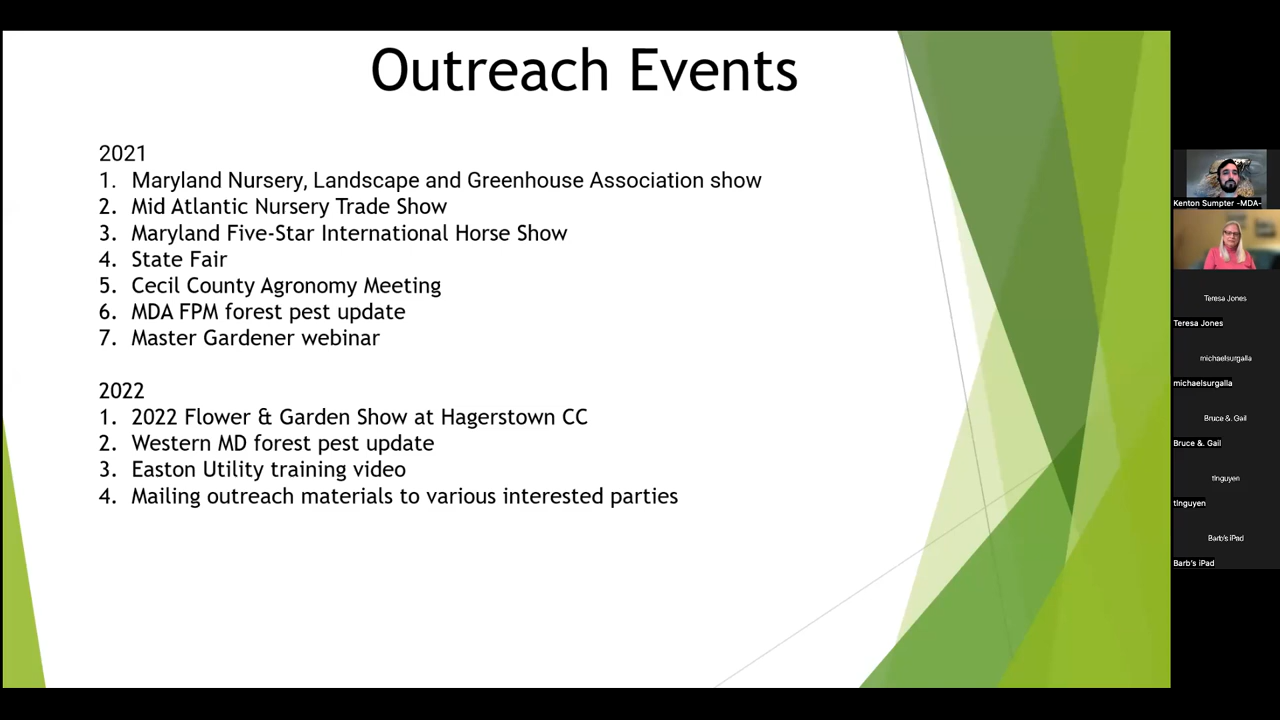 Outreach Events
2021
1. Maryland Nursery, Landscape and Greenhouse Association show
2. Mid Atlantic Nursery Trade Show
3. Maryland Five-Star International Horse Show
4. State Fair
5. Cecil County Agronomy Meeting
6. MDA FPM forest pest update
7. Master Gardener webinar
2022
1. 2022 Flower & Garden Show at Hagerstown CC
2. Western MD forest pest update
3. Easton Utility training video
4. Mailing outreach materials to various interested parties
Kenton Sumpter -MDA-
Teresa Jones
Teresa Jones
michaelsurgalla
michaelsurgalla
Bruce &. Gail
Bruce &. Gail
tlnguyen
tlnguyen
Barb's iPad
Barb's iPad